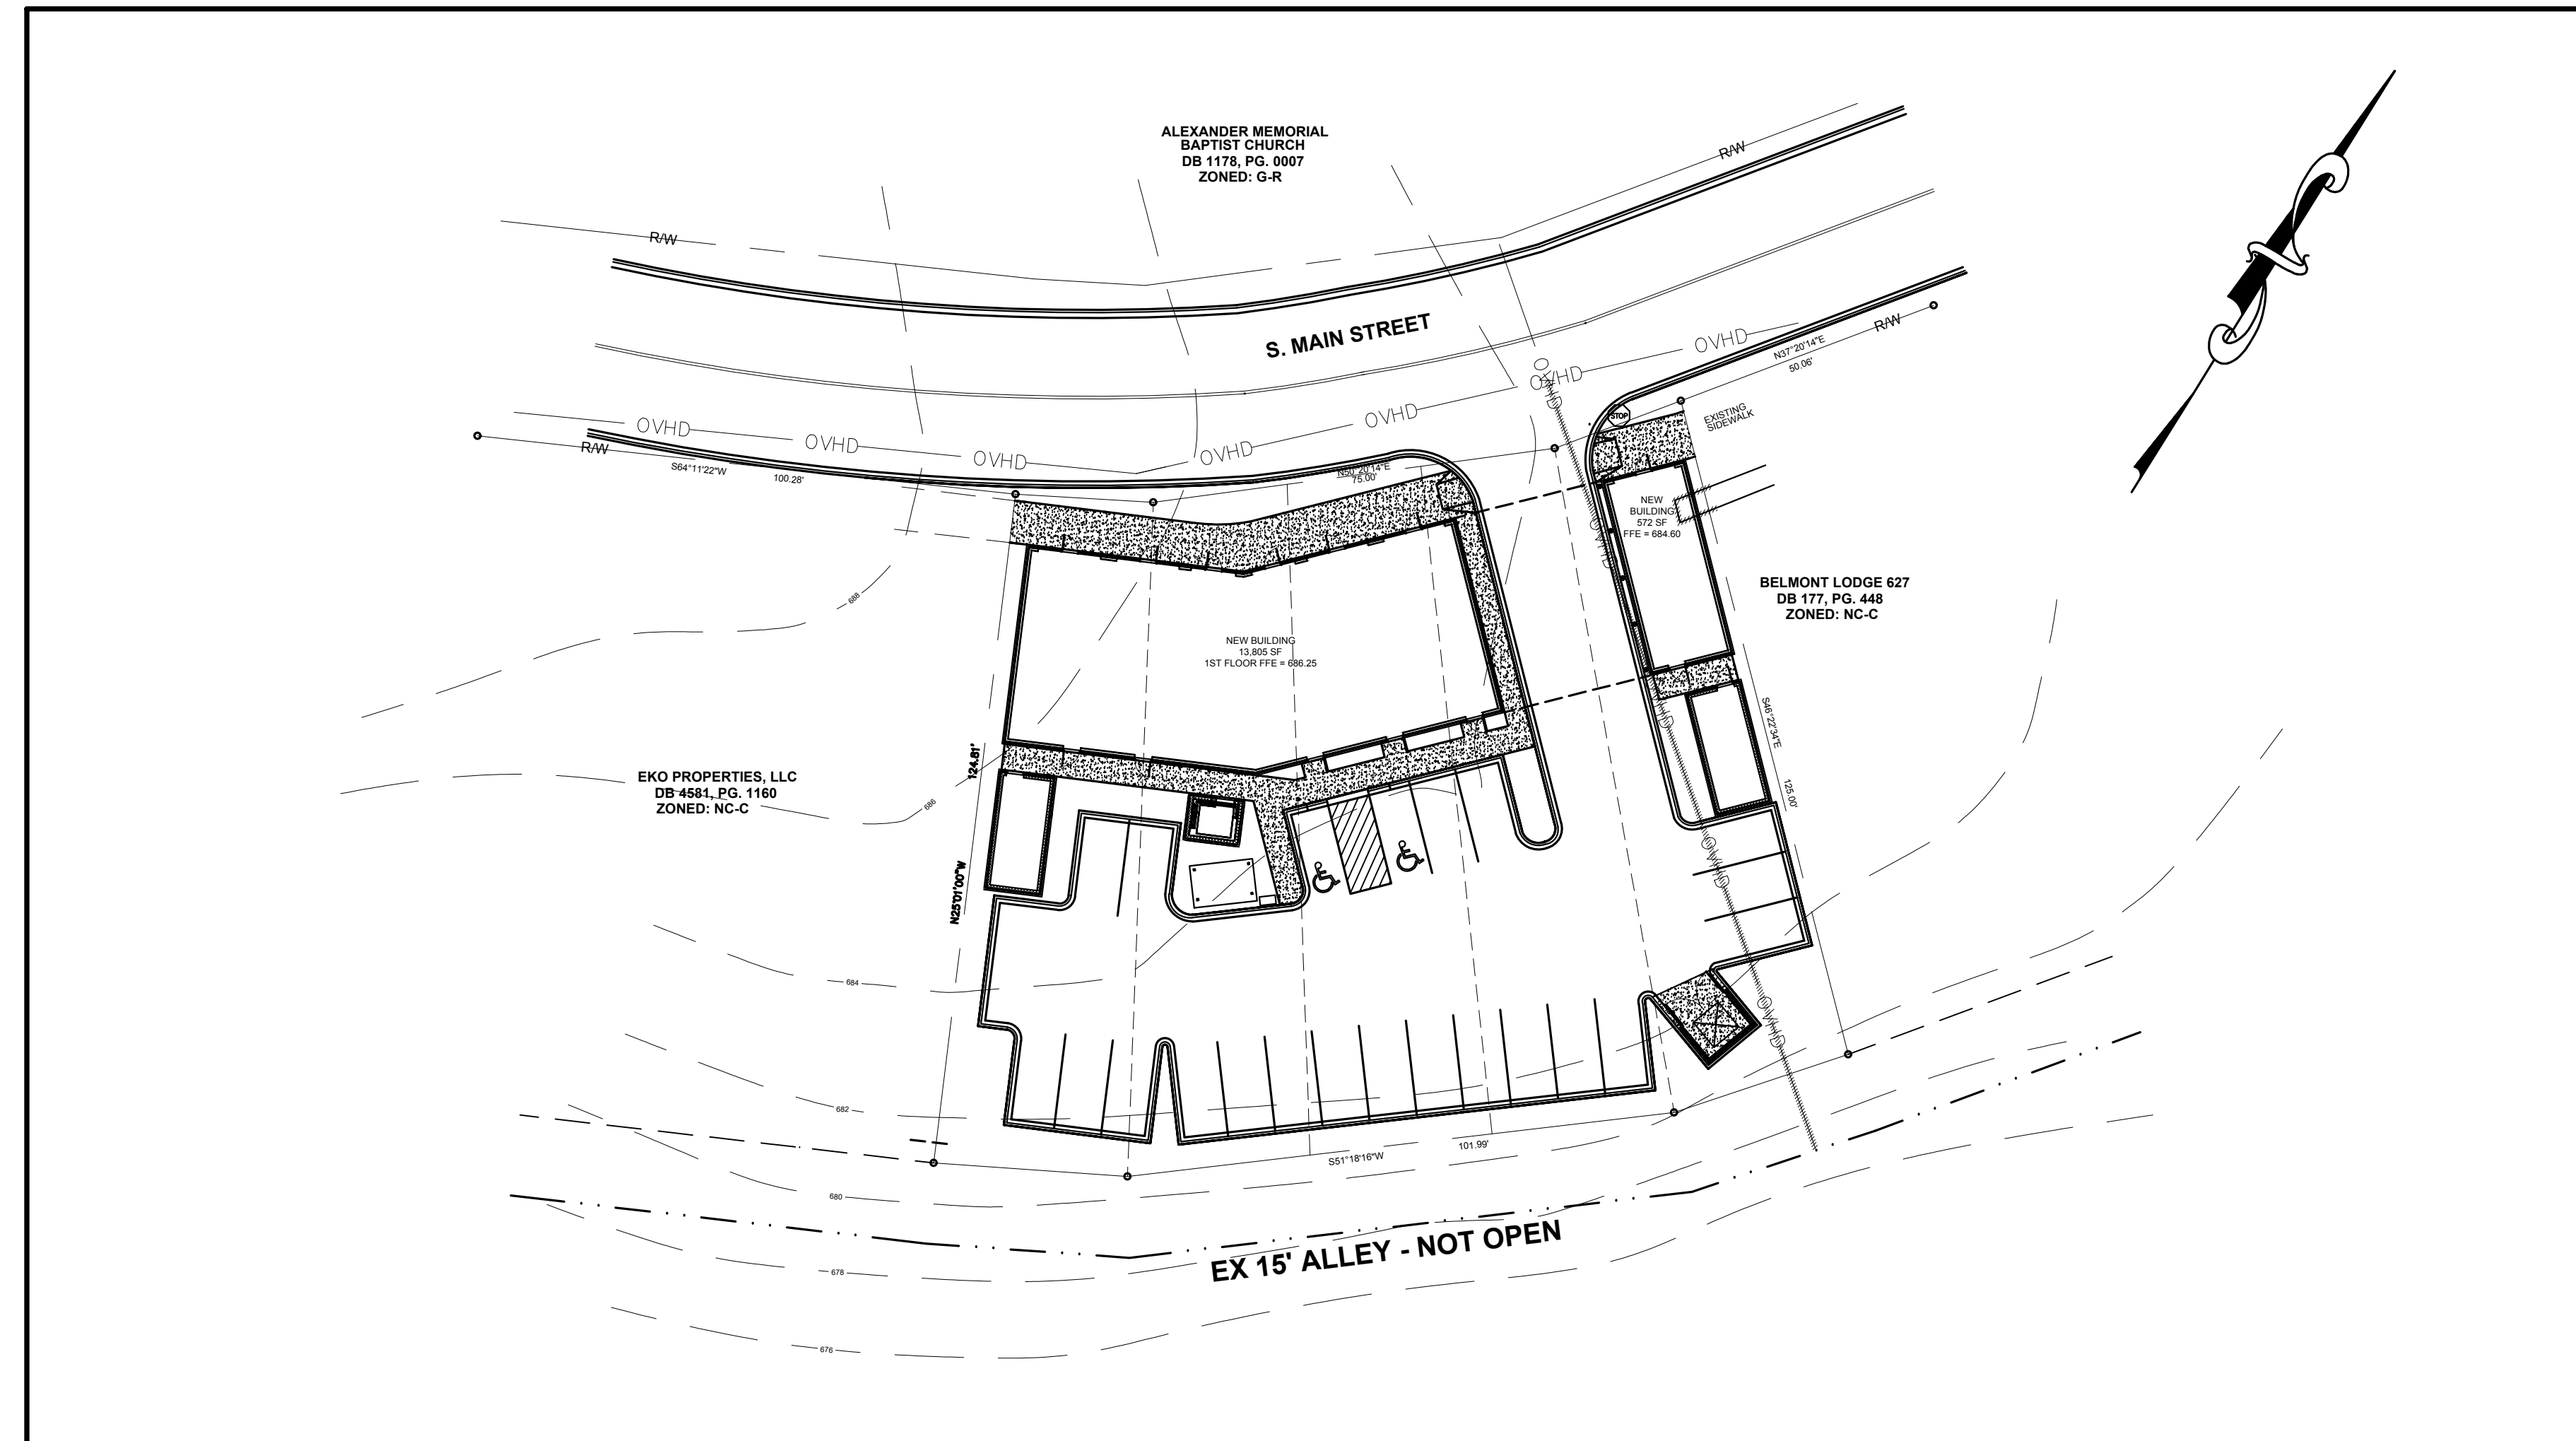 ALEXANDER MEMORIAL
BAPTIST CHURCH
DB 1178, PG. 0007
ZONED: G-R
R/W
R/W
S. MAIN STREET
OVHD
OVHD
OVHD
OVHD
OVHD
OVHD
OVHD
OVHD
R/W
R/W
N37°20'14"E
50.06'
S64°11'22"W
100.28'
N50°20'14"E
75.00'
STOP
EXISTING
SIDEWALK
NEW
BUILDING
572 SF
FFE = 684.60
OVHD
BELMONT LODGE 627
DB 177, PG. 448
ZONED: NC-C
688
NEW BUILDING
13,805 SF
1ST FLOOR FFE = 686.25
OVHD
S46°22'34"E
125.00'
124.81'
N25°01'00"W
EKO PROPERTIES, LLC
DB 4581, PG. 1160
ZONED: NC-C
686
OVHD
684
OVHD
682
101.99'
S51°18'16"W
680
EX 15' ALLEY - NOT OPEN
678
676